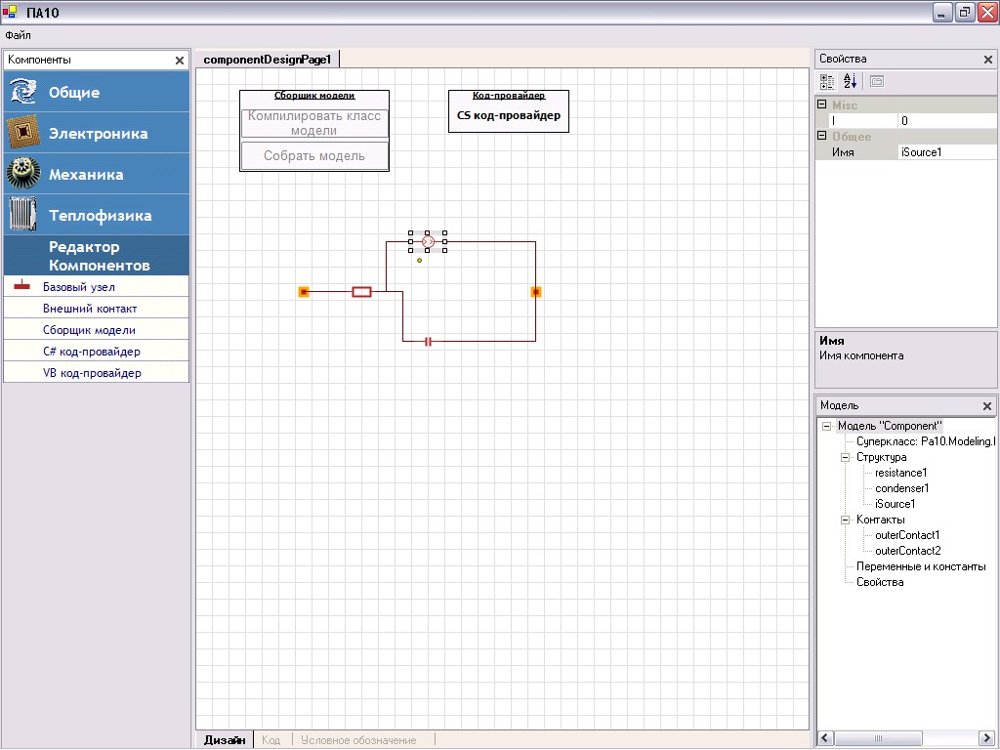 ПА10
Файл
Компоненты
Общие
Электроника
Механика
Теплофизика
Редактор
Компонентов
Базовый узел
Внешний контакт
Сборщик модели
C# код-провайдер
VB код-провайдер
componentDesignPage1
Сборщик модели
Компилировать класс
модели
Собрать модель
Код-провайдер
CS код-провайдер
Дизайн
Код
Условное обозначение
Свойства
Misc
I 0
Общее
Имя iSource1
Имя
Имя компонента
Модель
Модель "Component"
Суперкласс: Pa10.Modeling.I
Структура
resistance1
condenser1
iSource1
Контакты
outerContact1
outerContact2
Переменные и константы
Свойства